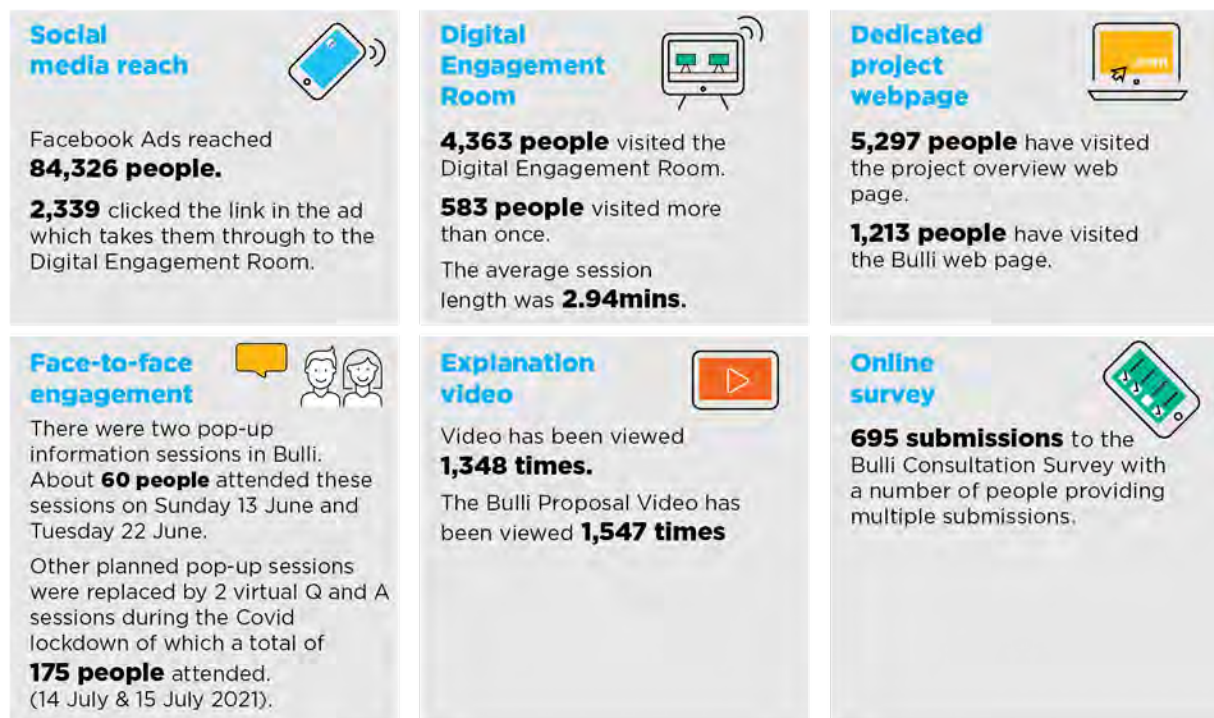 Social
media reach
Facebook Ads reached
84,326 people.
2,339 clicked the link in the ad
which takes them through to the
Digital Engagement Room.
Digital
Engagement
Room
4,363 people visited the
Digital Engagement Room.
583 people visited more
than once.
The average session
length was 2.94mins.
Dedicated
project
webpage
5,297 people have visited
the project overview web
page.
1,213 people have visited
the Bulli web page.
Face-to-face
engagement
There were two pop-up
information sessions in Bulli.
About 60 people attended these
sessions on Sunday 13 June and
Tuesday 22 June.
Other planned pop-up sessions
were replaced by 2 virtual Q and A
sessions during the Covid
lockdown of which a total of
175 people attended.
(14 July & 15 July 2021).
Explanation
video
Video has been viewed
1,348 times.
The Bulli Proposal Video has
been viewed 1,547 times
Online
survey
695 submissions to the
Bulli Consultation Survey with
a number of people providing
multiple submissions.